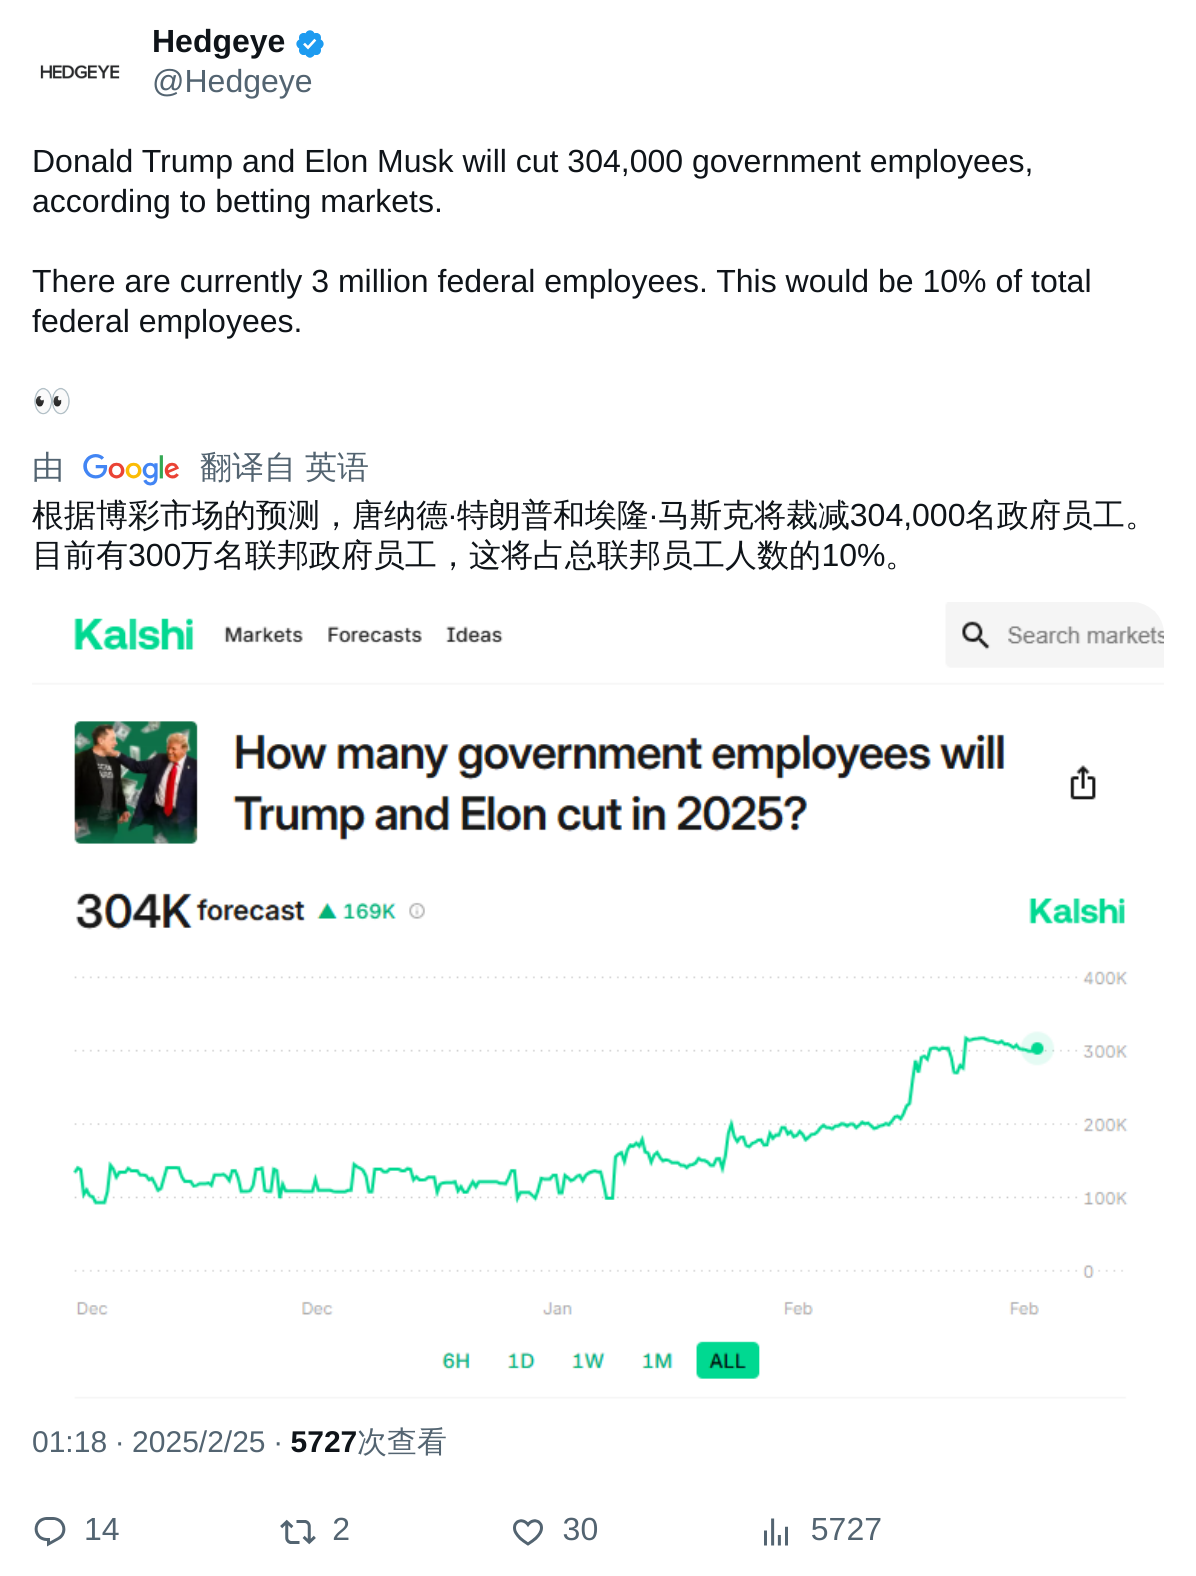 HEDGEYE
Hedgeye
@Hedgeye
Donald Trump and Elon Musk will cut 304,000 government employees,
according to betting markets.
There are currently 3 million federal employees. This would be 10% of total
federal employees.
👀
由 Google 翻译自 英语
根据博彩市场的预测，唐纳德·特朗普和埃隆·马斯克将裁减304,000名政府员工。
目前有300万名联邦政府员工，这将占总联邦员工人数的10%。
Kalshi Markets Forecasts Ideas Search markets
How many government employees will
Trump and Elon cut in 2025?
304K forecast ▲ 169K
Kalshi
400K
300K
200K
100K
0
Dec Dec Jan Feb Feb
6H 1D 1W 1M ALL
01:18 · 2025/2/25 · 5727次查看
14 2 30 5727